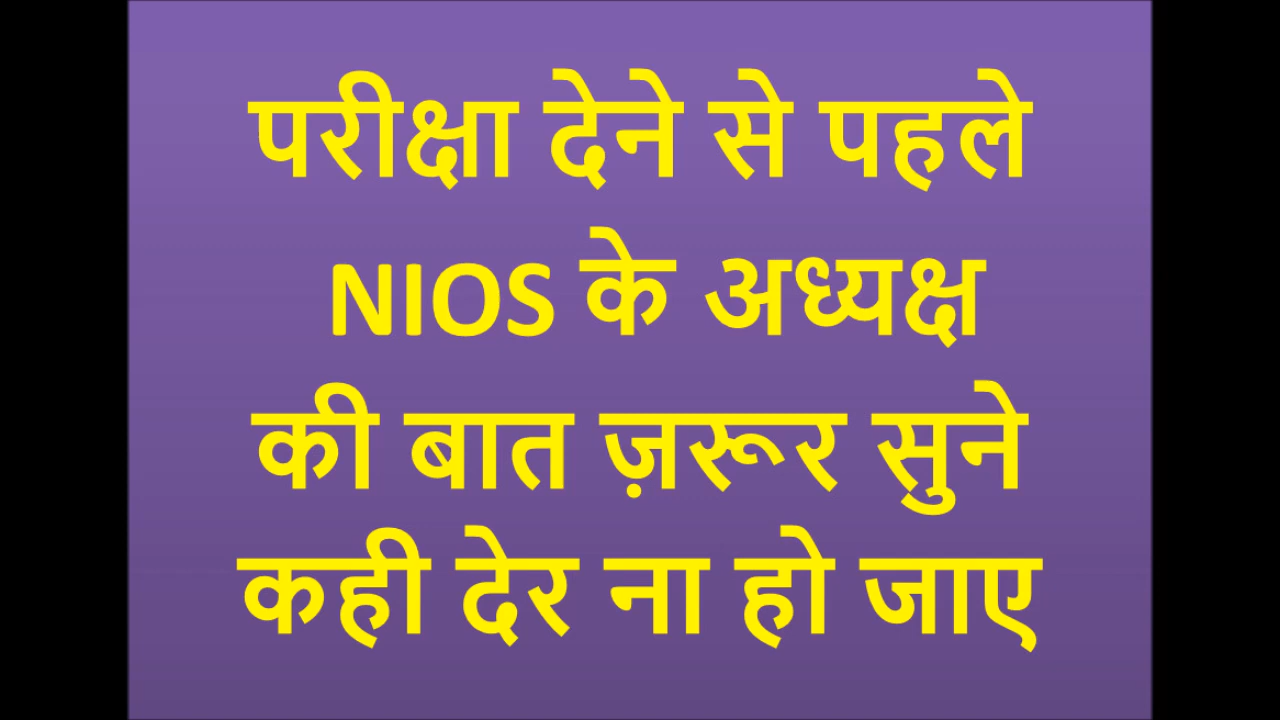 परीक्षा देने से पहले
NIOS के अध्यक्ष
की बात ज़रूर सुने
कही देर ना हो जाए